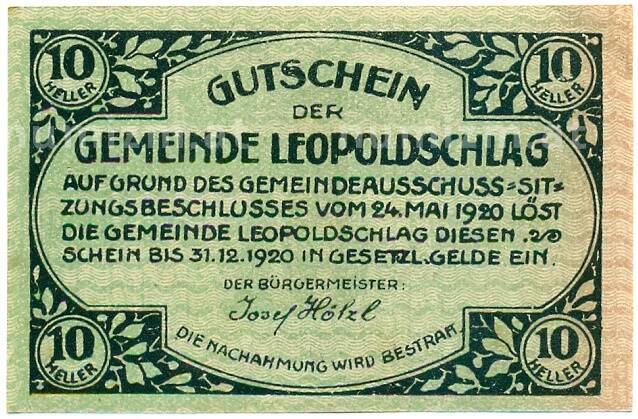 10 HELLER
10 HELLER
GUTSCHEIN
DER
GEMEINDE LEOPOLDSCHLAG
AUF GRUND DES GEMEINDEAUSSCHUSS=SIT=
ZUNGSBESCHLUSSES VOM 24. MAI 1920 LÖST
DIE GEMEINDE LEOPOLDSCHLAG DIESEN
SCHEIN BIS 31.12.1920 IN GESETZL. GELDE EIN.
DER BÜRGERMEISTER:
Josef Hölzl
DIE NACHAHMUNG WIRD BESTRAFT
10 HELLER
10 HELLER